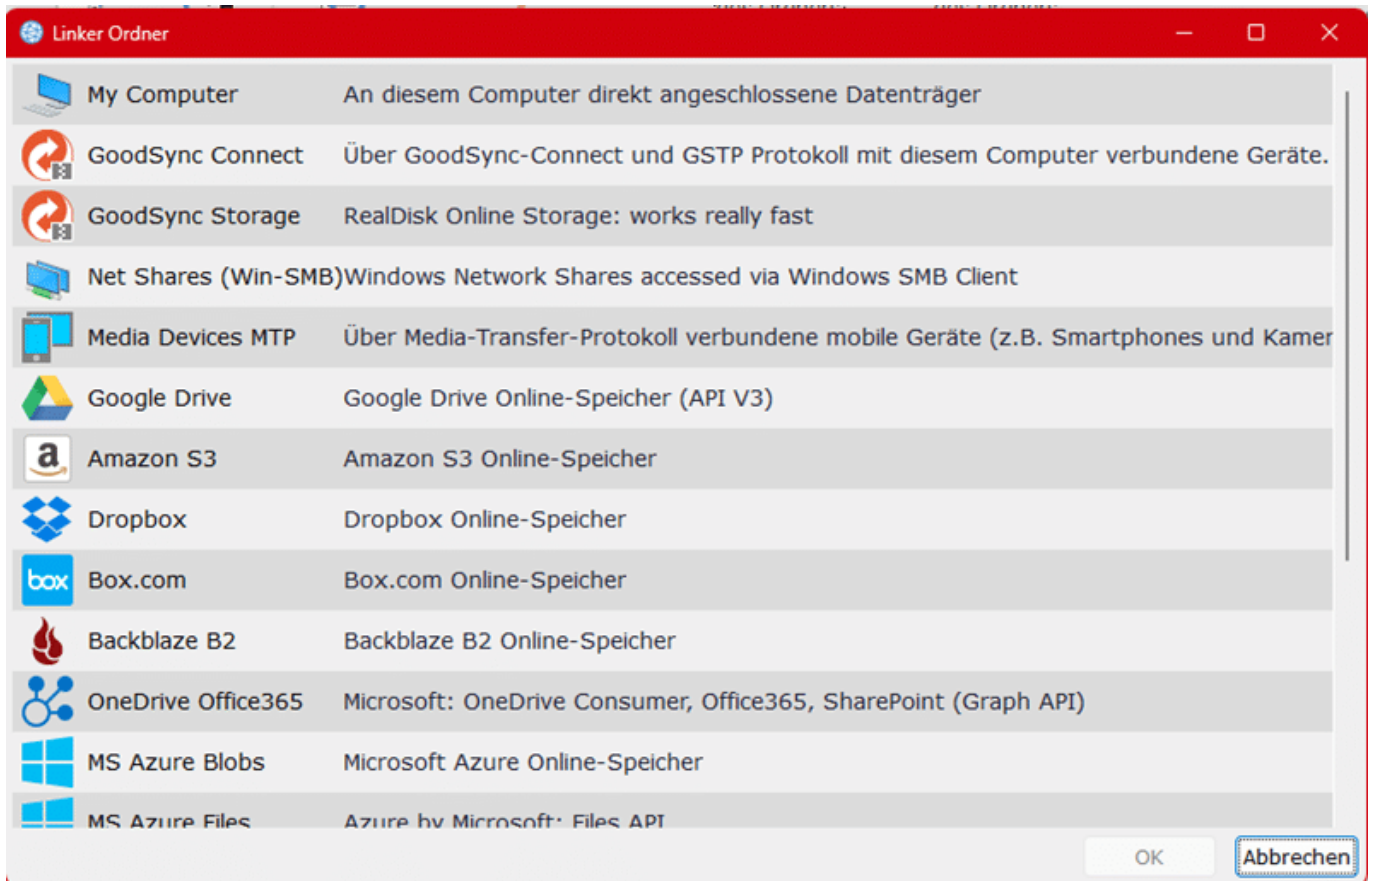 Linker Ordner
My Computer An diesem Computer direkt angeschlossene Datenträger
GoodSync Connect Über GoodSync-Connect und GSTP Protokoll mit diesem Computer verbundene Geräte.
GoodSync Storage RealDisk Online Storage: works really fast
Net Shares (Win-SMB) Windows Network Shares accessed via Windows SMB Client
Media Devices MTP Über Media-Transfer-Protokoll verbundene mobile Geräte (z.B. Smartphones und Kamer
Google Drive Google Drive Online-Speicher (API V3)
a Amazon S3 Amazon S3 Online-Speicher
Dropbox Dropbox Online-Speicher
box Box.com Box.com Online-Speicher
Backblaze B2 Backblaze B2 Online-Speicher
OneDrive Office365 Microsoft: OneDrive Consumer, Office365, SharePoint (Graph API)
MS Azure Blobs Microsoft Azure Online-Speicher
MS Azure Files Azure by Microsoft: Files API
OK Abbrechen